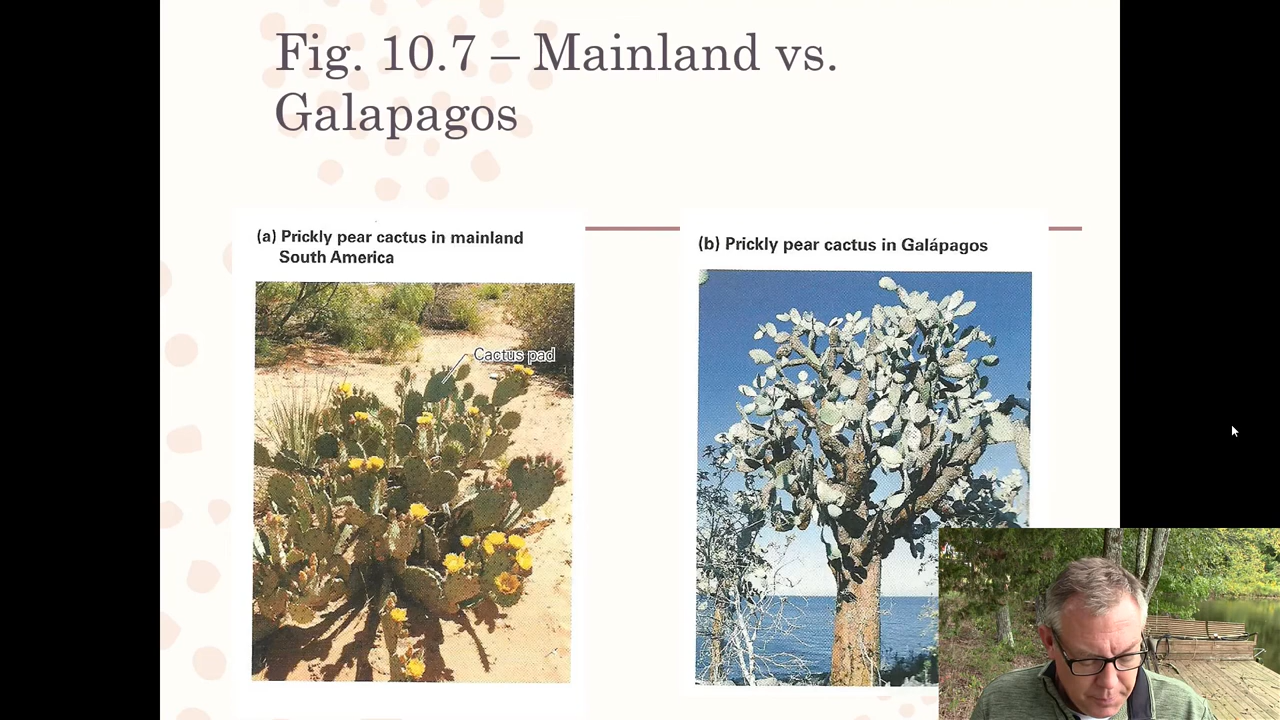 Fig. 10.7 – Mainland vs.
Galapagos
(a) Prickly pear cactus in mainland
South America
Cactus pad
(b) Prickly pear cactus in Galápagos